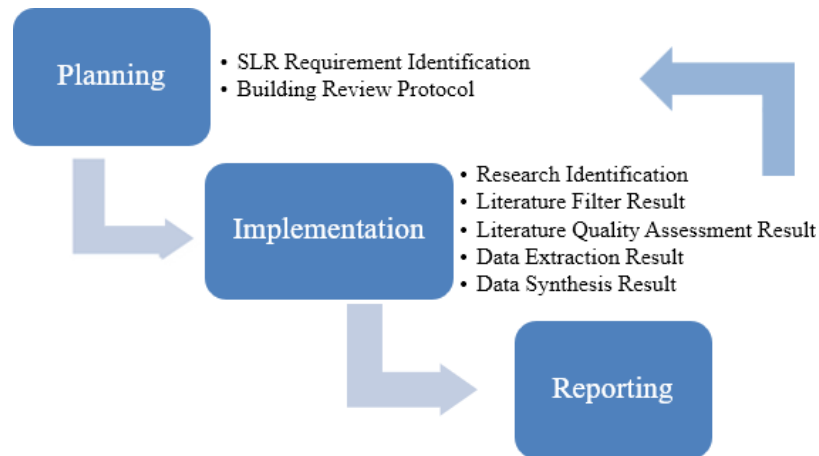 Planning
• SLR Requirement Identification
• Building Review Protocol
Implementation
• Research Identification
• Literature Filter Result
• Literature Quality Assessment Result
• Data Extraction Result
• Data Synthesis Result
Reporting